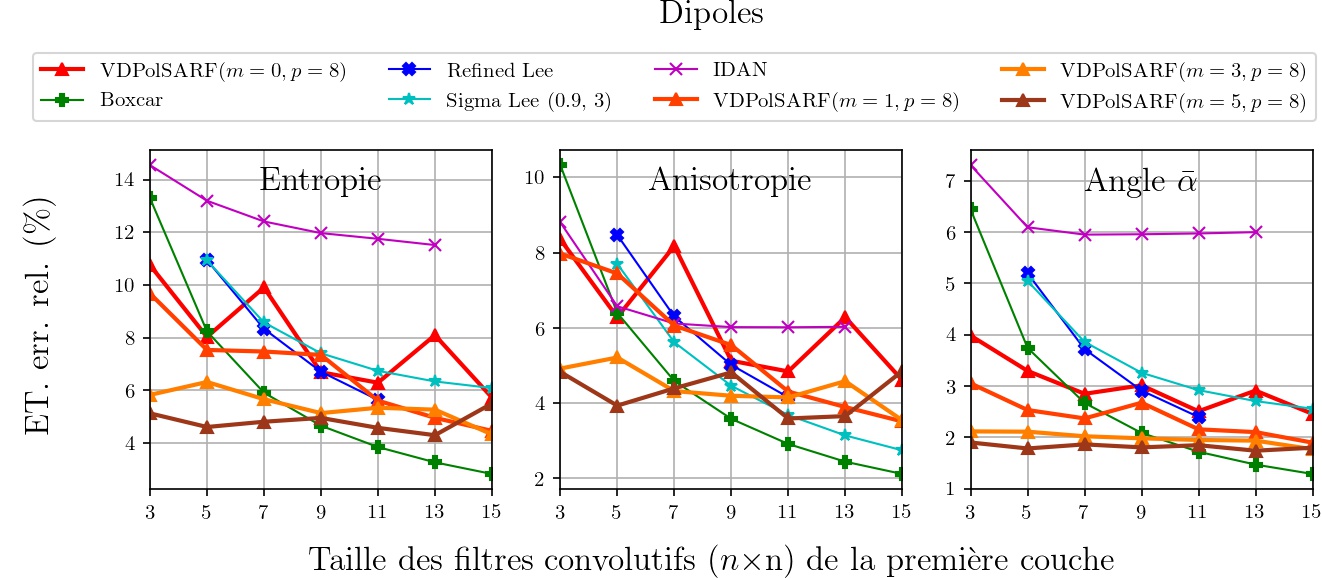 Dipoles
VDPolSARF(m = 0, p = 8) Refined Lee IDAN VDPolSARF(m = 3, p = 8)
Boxcar Sigma Lee (0.9, 3) VDPolSARF(m = 1, p = 8) VDPolSARF(m = 5, p = 8)
ET. err. rel. (%)
Entropie
14
12
10
8
6
4
3 5 7 9 11 13 15
Anisotropie
10
8
6
4
2
3 5 7 9 11 13 15
Angle ᾱ
7
6
5
4
3
2
1
3 5 7 9 11 13 15
Taille des filtres convolutifs (n×n) de la première couche